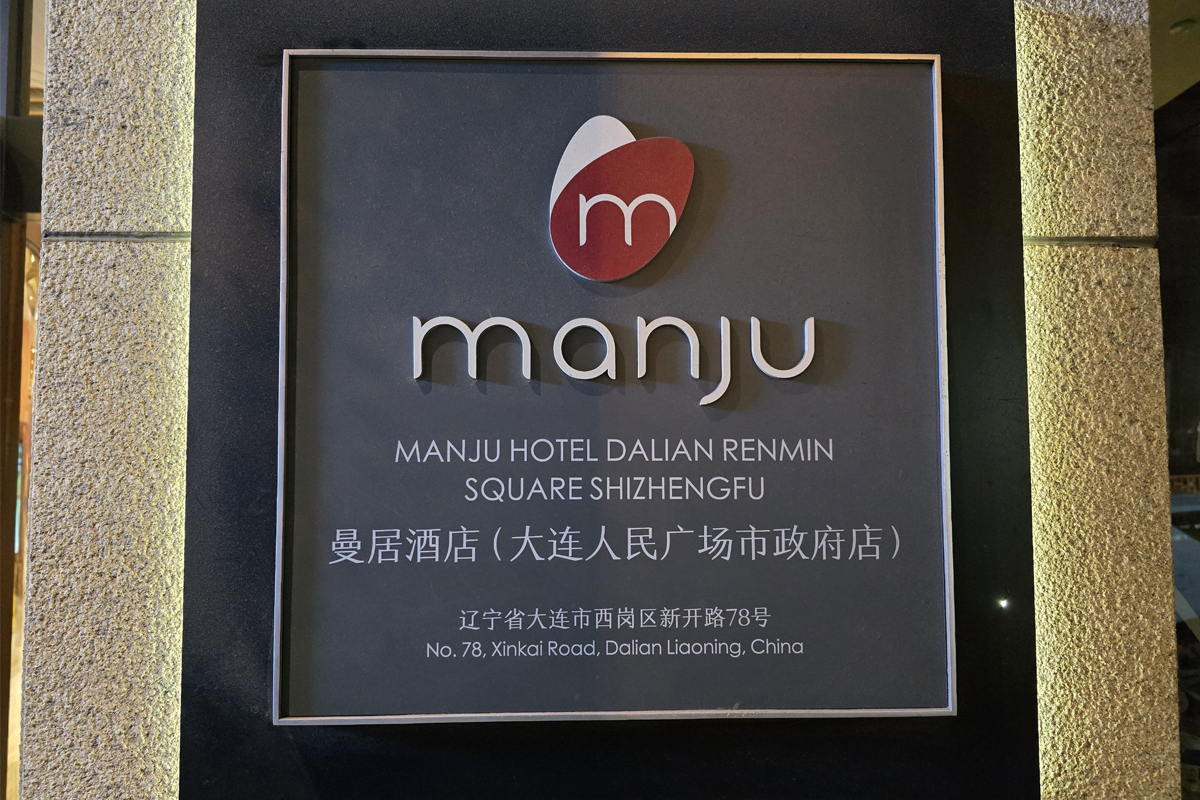 m
manju
MANJU HOTEL DALIAN RENMIN
SQUARE SHIZHENGFU
曼居酒店(大连人民广场市政府店)
辽宁省大连市西岗区新开路78号
No. 78, Xinkai Road, Dalian Liaoning, China